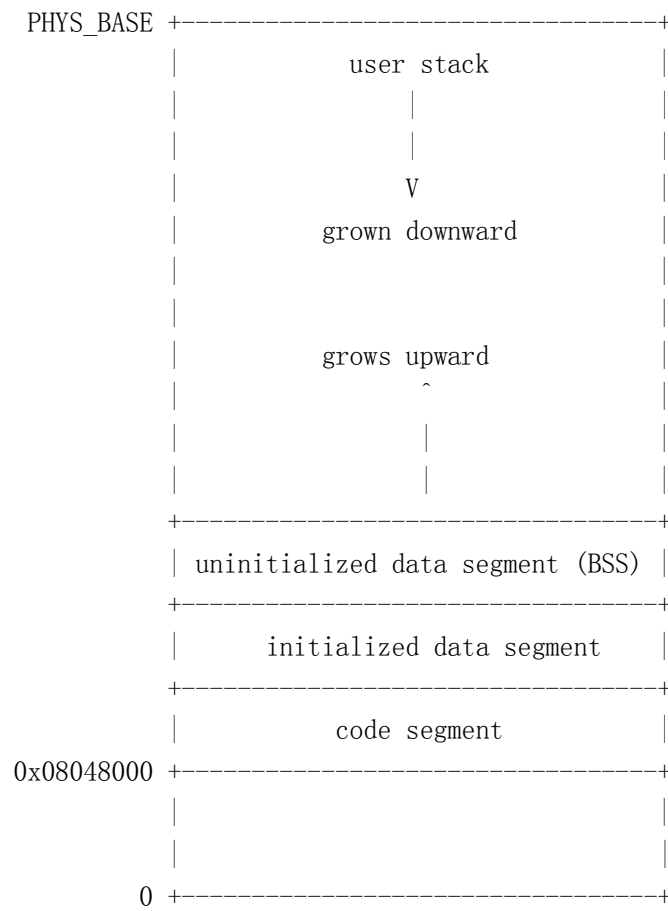 PHYS_BASE +----------------------------------+
| user stack |
| | |
| | |
| V |
| grown downward |
| |
| |
| grows upward |
| ^ |
| | |
| | |
+----------------------------------+
| uninitialized data segment (BSS) |
+----------------------------------+
| initialized data segment |
+----------------------------------+
| code segment |
0x08048000 +----------------------------------+
| |
| |
0 +----------------------------------+